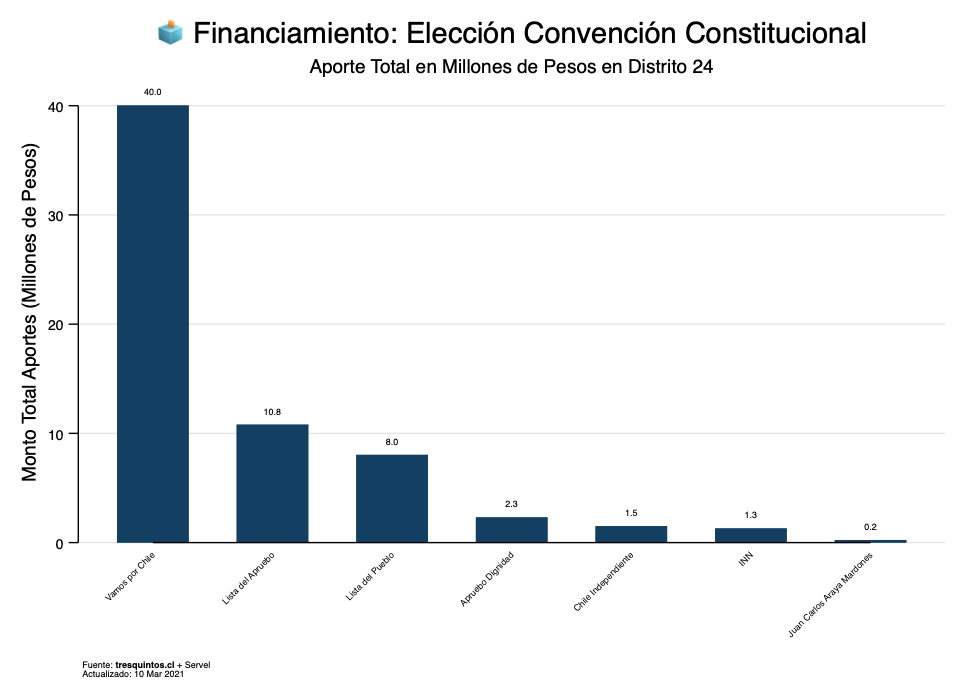 Financiamiento: Elección Convención Constitucional
Aporte Total en Millones de Pesos en Distrito 24
Monto Total Aportes (Millones de Pesos)
40
30
20
10
0
40.0
10.8
8.0
2.3
1.5
1.3
0.2
Vamos por Chile
Lista del Apruebo
Lista del Pueblo
Apruebo Dignidad
Chile Independiente
INN
Juan Carlos Araya Mardones
Fuente: tresquintos.cl + Servel
Actualizado: 10 Mar 2021